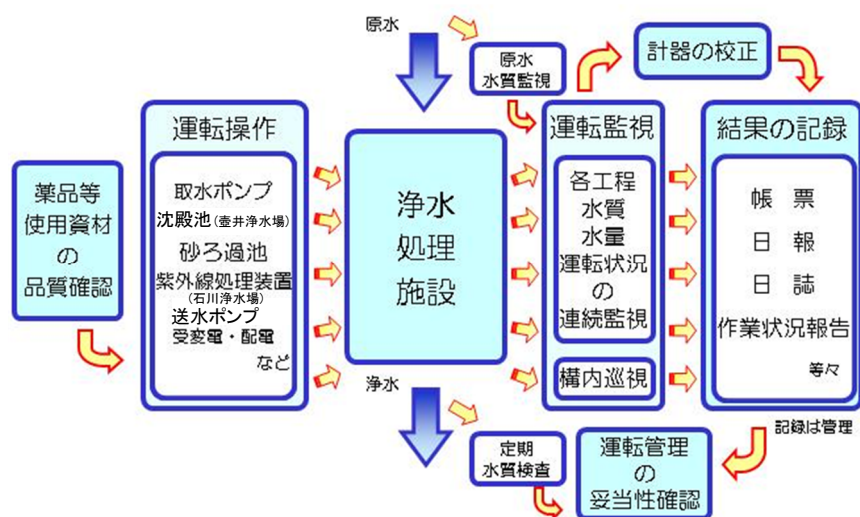 原水
原水
水質監視
計器の校正
薬品等
使用資材
の
品質確認
運転操作
取水ポンプ
沈殿池(壺井浄水場)
砂ろ過池
紫外線処理装置
(石川浄水場)
送水ポンプ
受変電・配電
など
浄水
処理
施設
運転監視
各工程
水質
水量
運転状況
の
連続監視
構内巡視
結果の記録
帳 票
日 報
日 誌
作業状況報告
等々
浄水
定期
水質検査
運転管理
の
妥当性確認
記録は管理